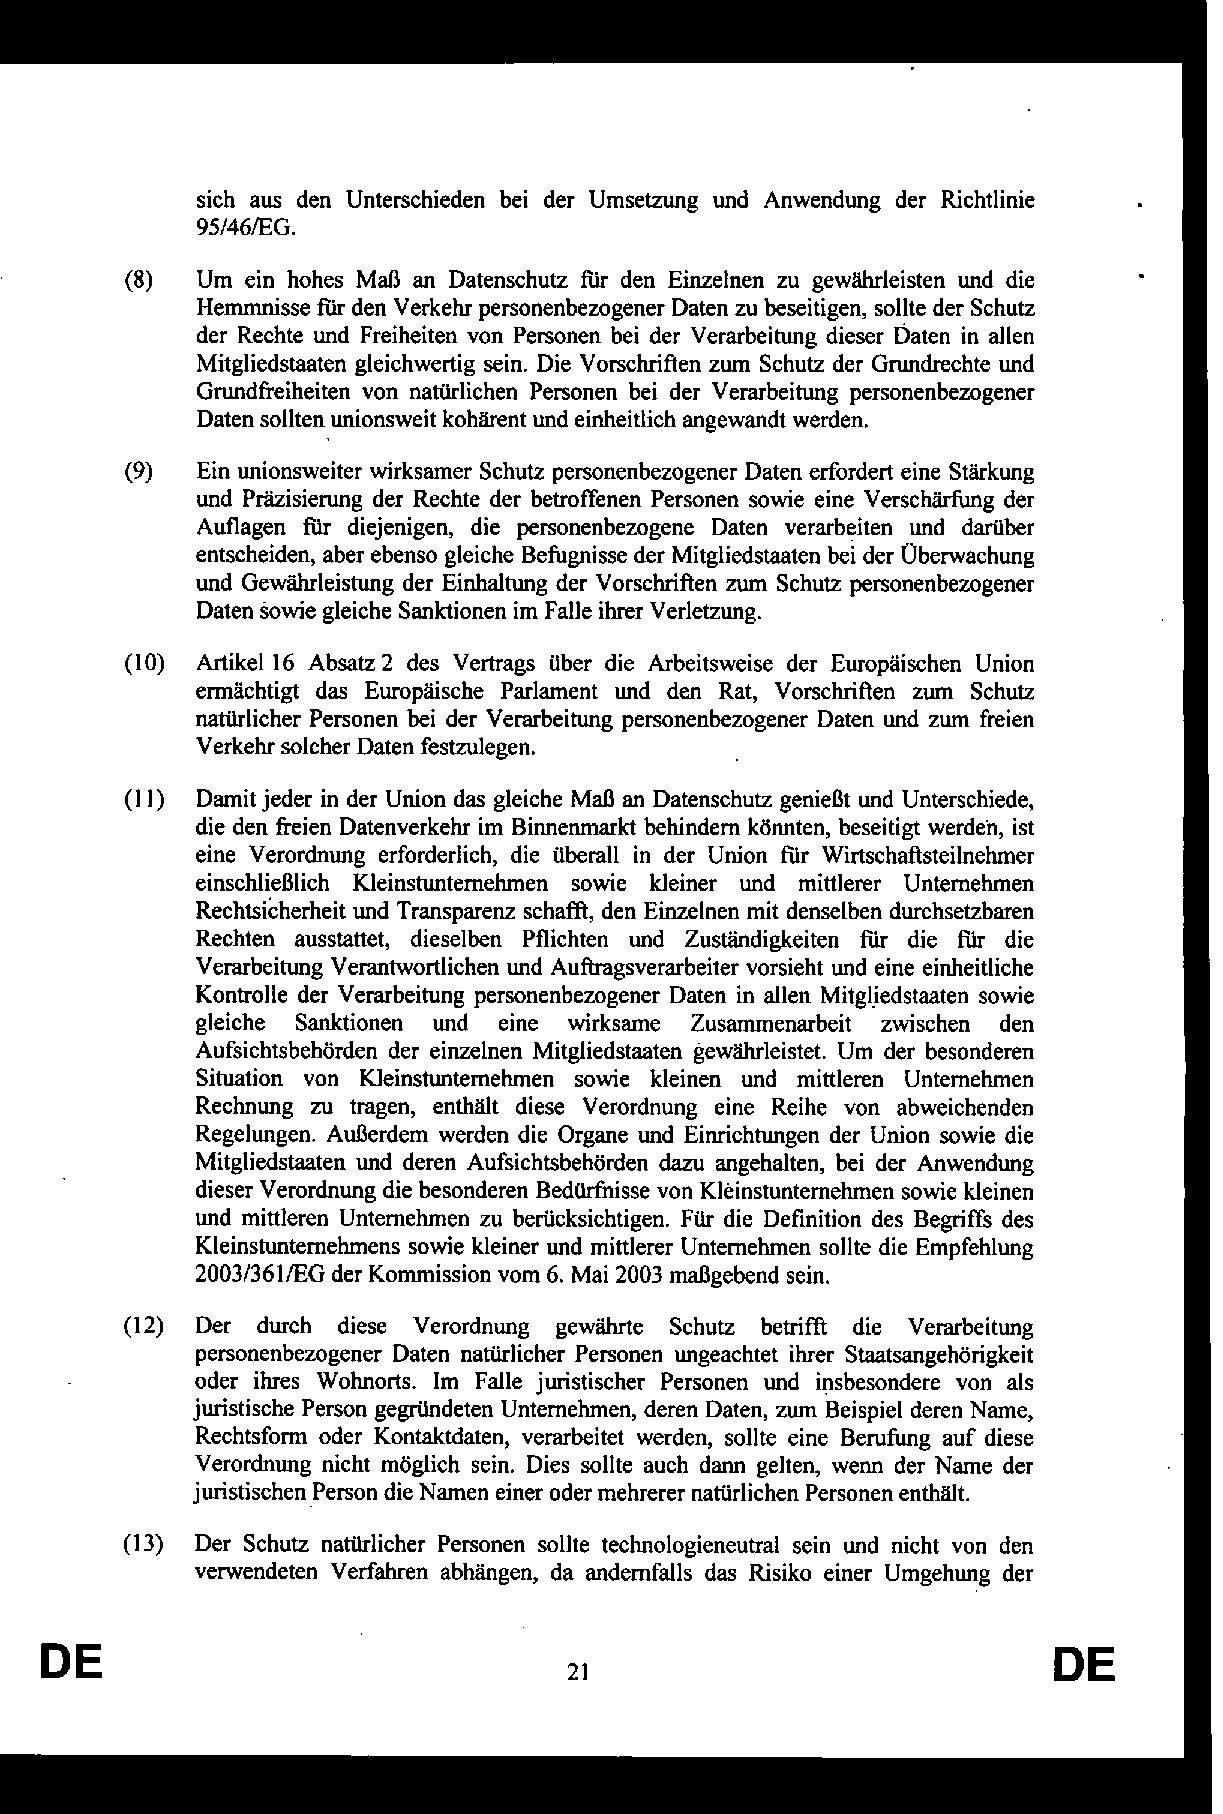 sich aus den Unterschieden bei der Umsetzung und Anwendung der Richtlinie
95/46/EG.
(8) Um ein hohes Maß an Datenschutz für den Einzelnen zu gewährleisten und die
Hemmnisse für den Verkehr personenbezogener Daten zu beseitigen, sollte der Schutz
der Rechte und Freiheiten von Personen bei der Verarbeitung dieser Daten in allen
Mitgliedstaaten gleichwertig sein. Die Vorschriften zum Schutz der Grundrechte und
Grundfreiheiten von natürlichen Personen bei der Verarbeitung personenbezogener
Daten sollten unionsweit kohärent und einheitlich angewandt werden.
(9) Ein unionsweiter wirksamer Schutz personenbezogener Daten erfordert eine Stärkung
und Präzisierung der Rechte der betroffenen Personen sowie eine Verschärfung der
Auflagen für diejenigen, die personenbezogene Daten verarbeiten und darüber
entscheiden, aber ebenso gleiche Befugnisse der Mitgliedstaaten bei der Überwachung
und Gewährleistung der Einhaltung der Vorschriften zum Schutz personenbezogener
Daten sowie gleiche Sanktionen im Falle ihrer Verletzung.
(10) Artikel 16 Absatz 2 des Vertrags über die Arbeitsweise der Europäischen Union
ermächtigt das Europäische Parlament und den Rat, Vorschriften zum Schutz
natürlicher Personen bei der Verarbeitung personenbezogener Daten und zum freien
Verkehr solcher Daten festzulegen.
(11) Damit jeder in der Union das gleiche Maß an Datenschutz genießt und Unterschiede,
die den freien Datenverkehr im Binnenmarkt behindern könnten, beseitigt werden, ist
eine Verordnung erforderlich, die überall in der Union für Wirtschaftsteilnehmer
einschließlich Kleinstunternehmen sowie kleiner und mittlerer Unternehmen
Rechtsicherheit und Transparenz schafft, den Einzelnen mit denselben durchsetzbaren
Rechten ausstattet, dieselben Pflichten und Zuständigkeiten für die für die
Verarbeitung Verantwortlichen und Auftragsverarbeiter vorsieht und eine einheitliche
Kontrolle der Verarbeitung personenbezogener Daten in allen Mitgliedstaaten sowie
gleiche Sanktionen und eine wirksame Zusammenarbeit zwischen den
Aufsichtsbehörden der einzelnen Mitgliedstaaten gewährleistet. Um der besonderen
Situation von Kleinstunternehmen sowie kleinen und mittleren Unternehmen
Rechnung zu tragen, enthält diese Verordnung eine Reihe von abweichenden
Regelungen. Außerdem werden die Organe und Einrichtungen der Union sowie die
Mitgliedstaaten und deren Aufsichtsbehörden dazu angehalten, bei der Anwendung
dieser Verordnung die besonderen Bedürfnisse von Kleinstunternehmen sowie kleinen
und mittleren Unternehmen zu berücksichtigen. Für die Definition des Begriffs des
Kleinstunternehmens sowie kleiner und mittlerer Unternehmen sollte die Empfehlung
2003/361/EG der Kommission vom 6. Mai 2003 maßgebend sein.
(12) Der durch diese Verordnung gewährte Schutz betrifft die Verarbeitung
personenbezogener Daten natürlicher Personen ungeachtet ihrer Staatsangehörigkeit
oder ihres Wohnorts. Im Falle juristischer Personen und insbesondere von als
juristische Person gegründeten Unternehmen, deren Daten, zum Beispiel deren Name,
Rechtsform oder Kontaktdaten, verarbeitet werden, sollte eine Berufung auf diese
Verordnung nicht möglich sein. Dies sollte auch dann gelten, wenn der Name der
juristischen Person die Namen einer oder mehrerer natürlichen Personen enthält.
(13) Der Schutz natürlicher Personen sollte technologieneutral sein und nicht von den
verwendeten Verfahren abhängen, da andernfalls das Risiko einer Umgehung der
DE 21 DE